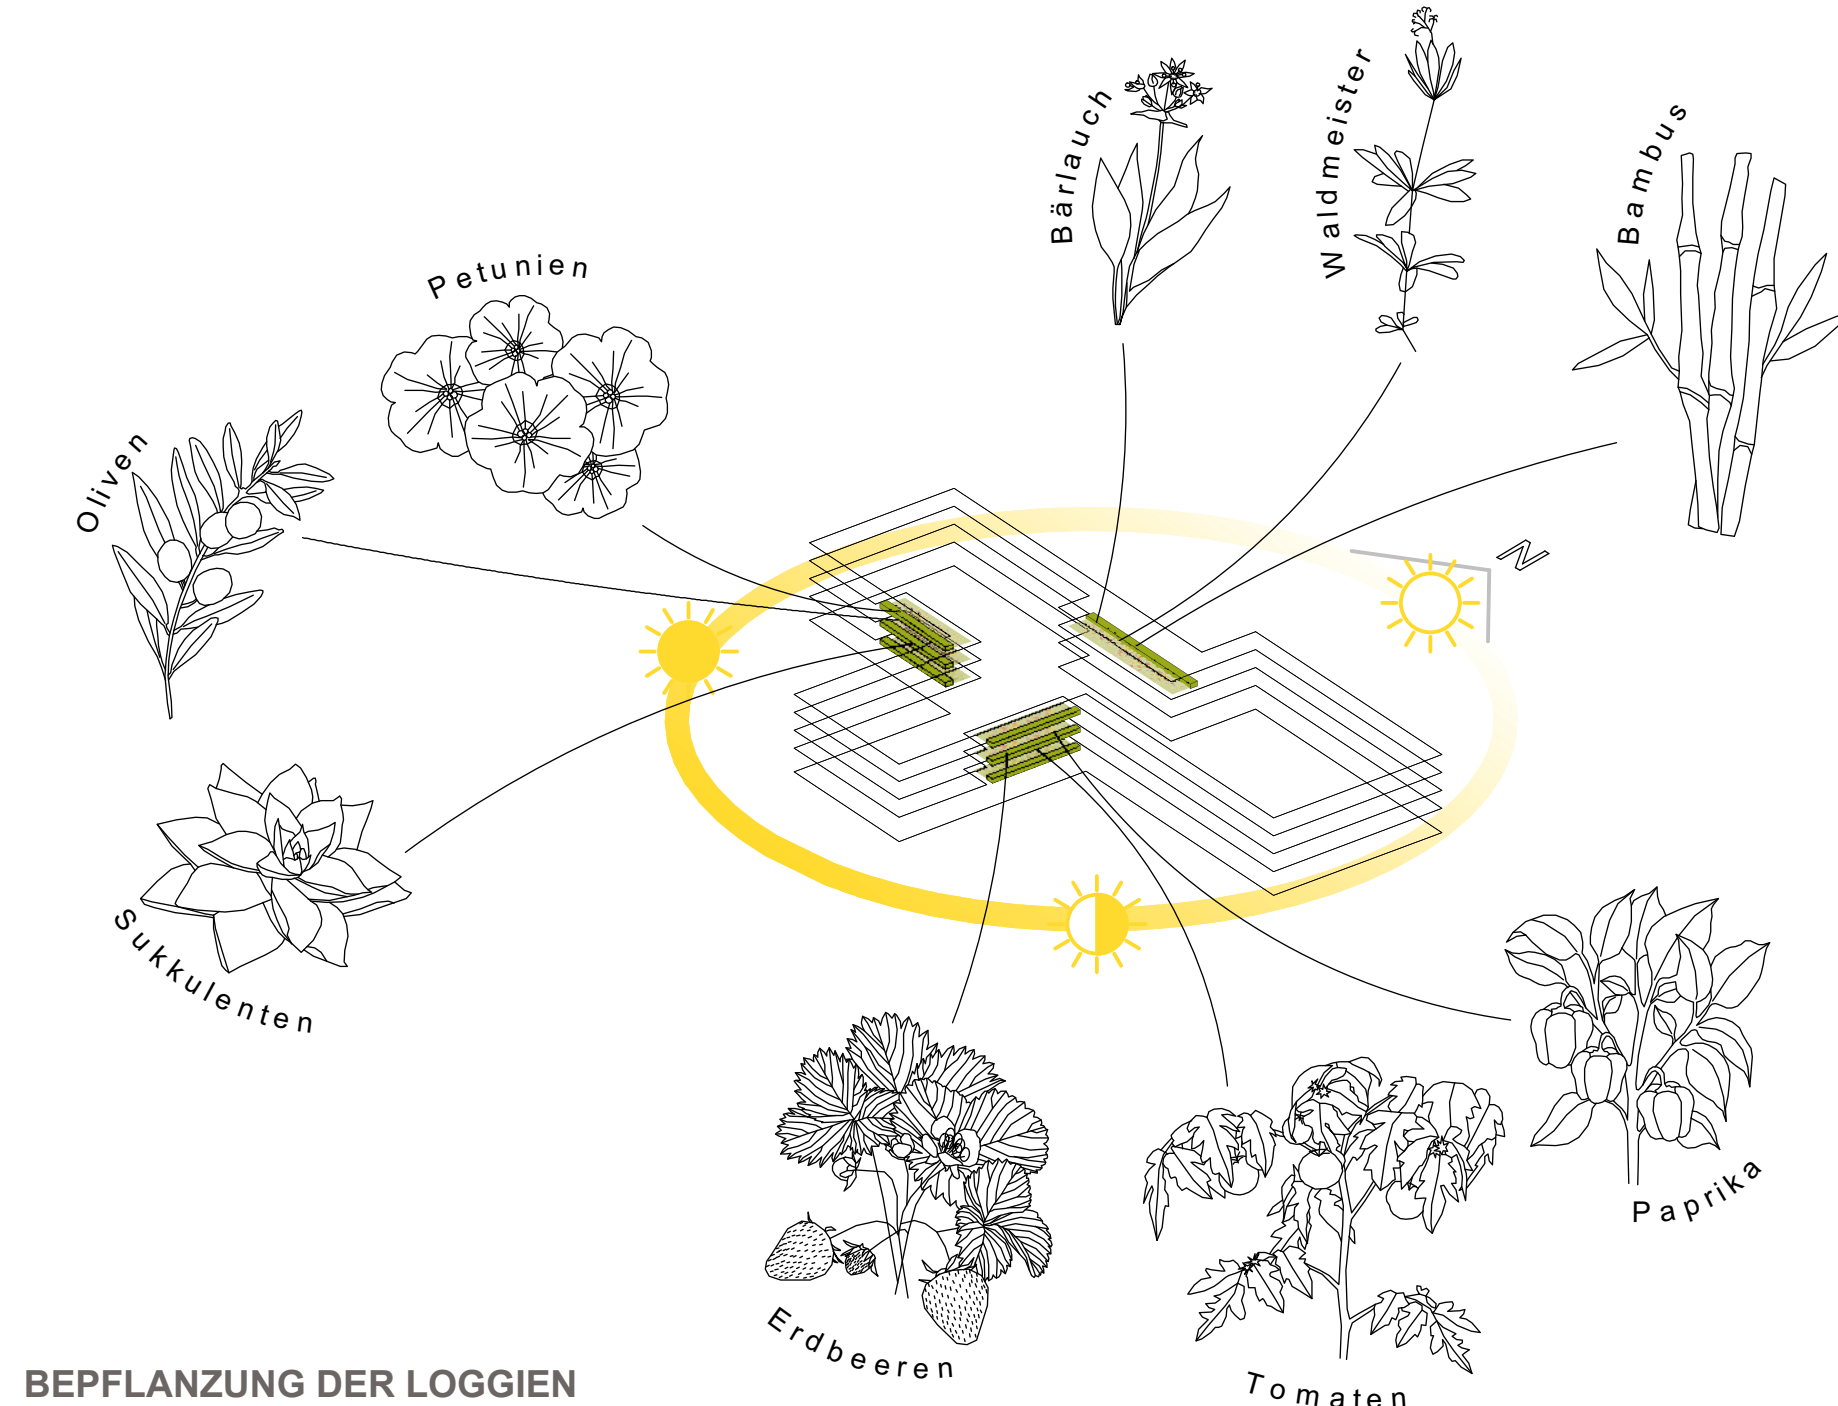 Bärlauch
Waldmeister
Bambus
Petunien
Oliven
N
Sukkulenten
Paprika
Erdbeeren
Tomaten
BEPFLANZUNG DER LOGGIEN